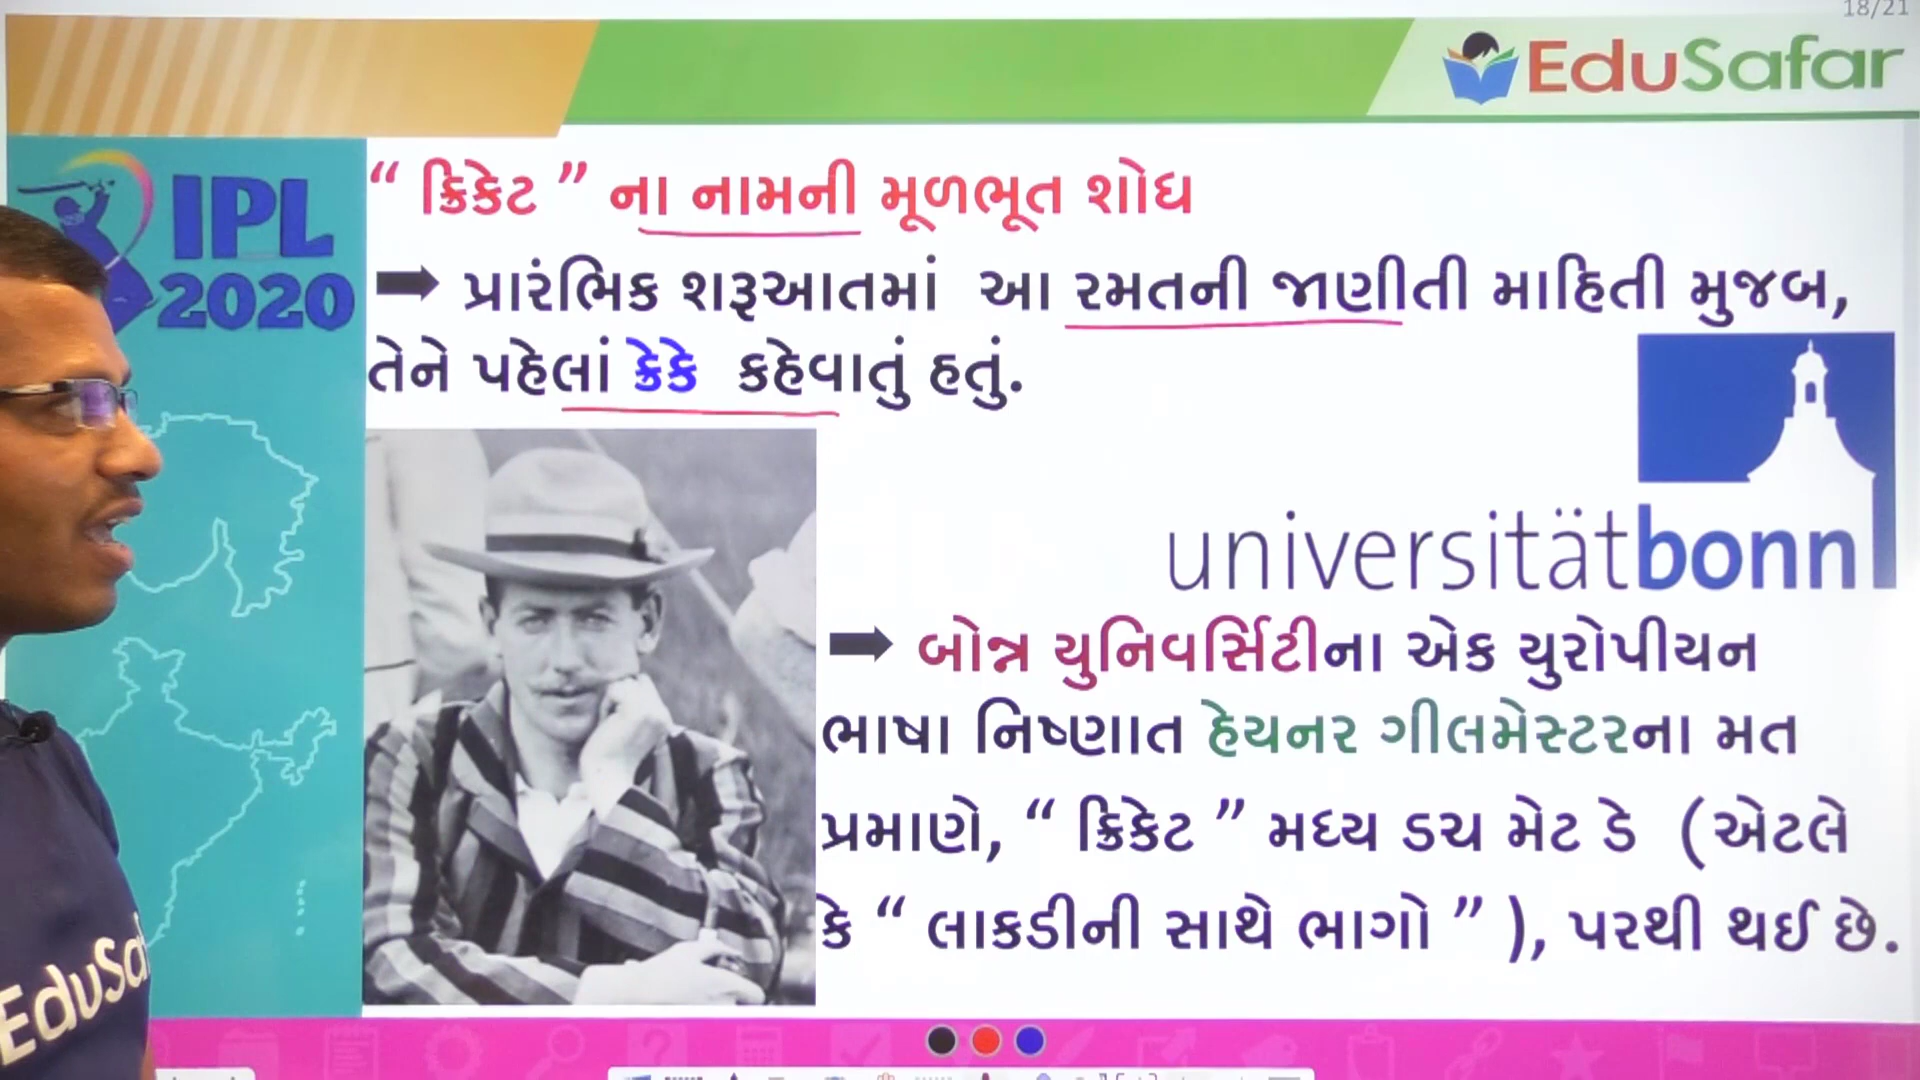 18/21
EduSafar
IPL
2020
“ ક્રિકેટ ” ના નામની મૂળભૂત શોધ
➡ પ્રારંભિક શરૂઆતમાં આ રમતની જાણીતી માહિતી મુજબ,
તેને પહેલાં ક્રેકે કહેવાતું હતું.
universitätbonn
➡ બોન્ન યુનિવર્સિટીના એક યુરોપીયન
ભાષા નિષ્ણાત હેયનર ગીલમેસ્ટરના મત
પ્રમાણે, “ ક્રિકેટ ” મધ્ય ડચ મેટ ડે (એટલે
કે “ લાકડીની સાથે ભાગો ” ), પરથી થઈ છે.
EduSa